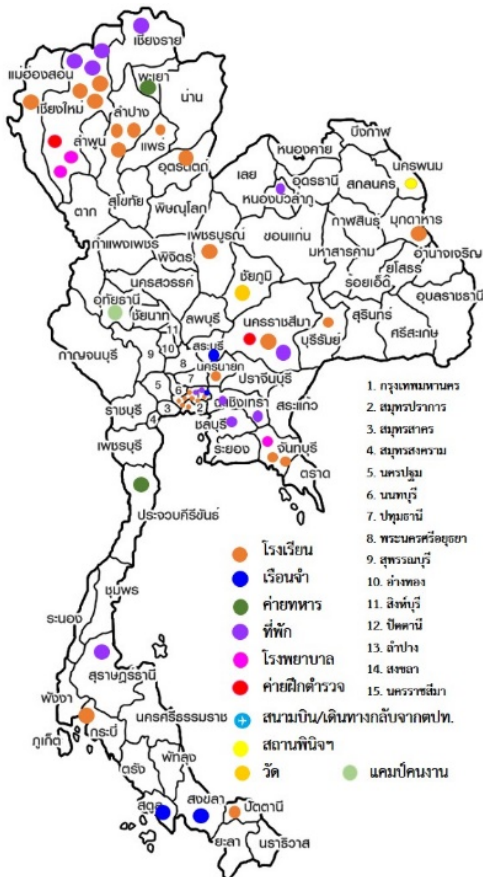 เชียงราย
แม่ฮ่องสอน
พะเยา
น่าน
เชียงใหม่
ลำปาง
ลำพูน
แพร่
อุตรดิตถ์
บึงกาฬ
หนองคาย
เลย
อุดรธานี
นครพนม
สกลนคร
หนองบัวลำภู
ตาก
สุโขทัย
พิษณุโลก
กาฬสินธุ์
มุกดาหาร
เพชรบูรณ์
ขอนแก่น
กำแพงเพชร
พิจิตร
มหาสารคาม
อำนาจเจริญ
ยโสธร
ร้อยเอ็ด
ชัยภูมิ
นครสวรรค์
อุบลราชธานี
อุทัยธานี
ชัยนาท
ลพบุรี
นครราชสีมา
บุรีรัมย์
สุรินทร์
ศรีสะเกษ
11
10
9
8
สระบุรี
กาญจนบุรี
นครนายก
ปราจีนบุรี
7
6
5
ฉะเชิงเทรา
สระแก้ว
ราชบุรี
3
2
4
ชลบุรี
เพชรบุรี
ระยอง
จันทบุรี
ตราด
ประจวบคีรีขันธ์
1. กรุงเทพมหานคร
2. สมุทรปราการ
3. สมุทรสาคร
4. สมุทรสงคราม
5. นครปฐม
6. นนทบุรี
7. ปทุมธานี
8. พระนครศรีอยุธยา
9. สุพรรณบุรี
10. อ่างทอง
11. สิงห์บุรี
12. ปัตตานี
13. ลำปาง
14. สงขลา
15. นครราชสีมา
โรงเรียน
เรือนจำ
ค่ายทหาร
ที่พัก
โรงพยาบาล
ค่ายฝึกตำรวจ
สนามบิน/เดินทางกลับจากตปท.
สถานพินิจฯ
วัด
แคมป์คนงาน
ชุมพร
ระนอง
สุราษฎร์ธานี
พังงา
กระบี่
ภูเก็ต
นครศรีธรรมราช
ตรัง
พัทลุง
สตูล
สงขลา
ปัตตานี
ยะลา
นราธิวาส